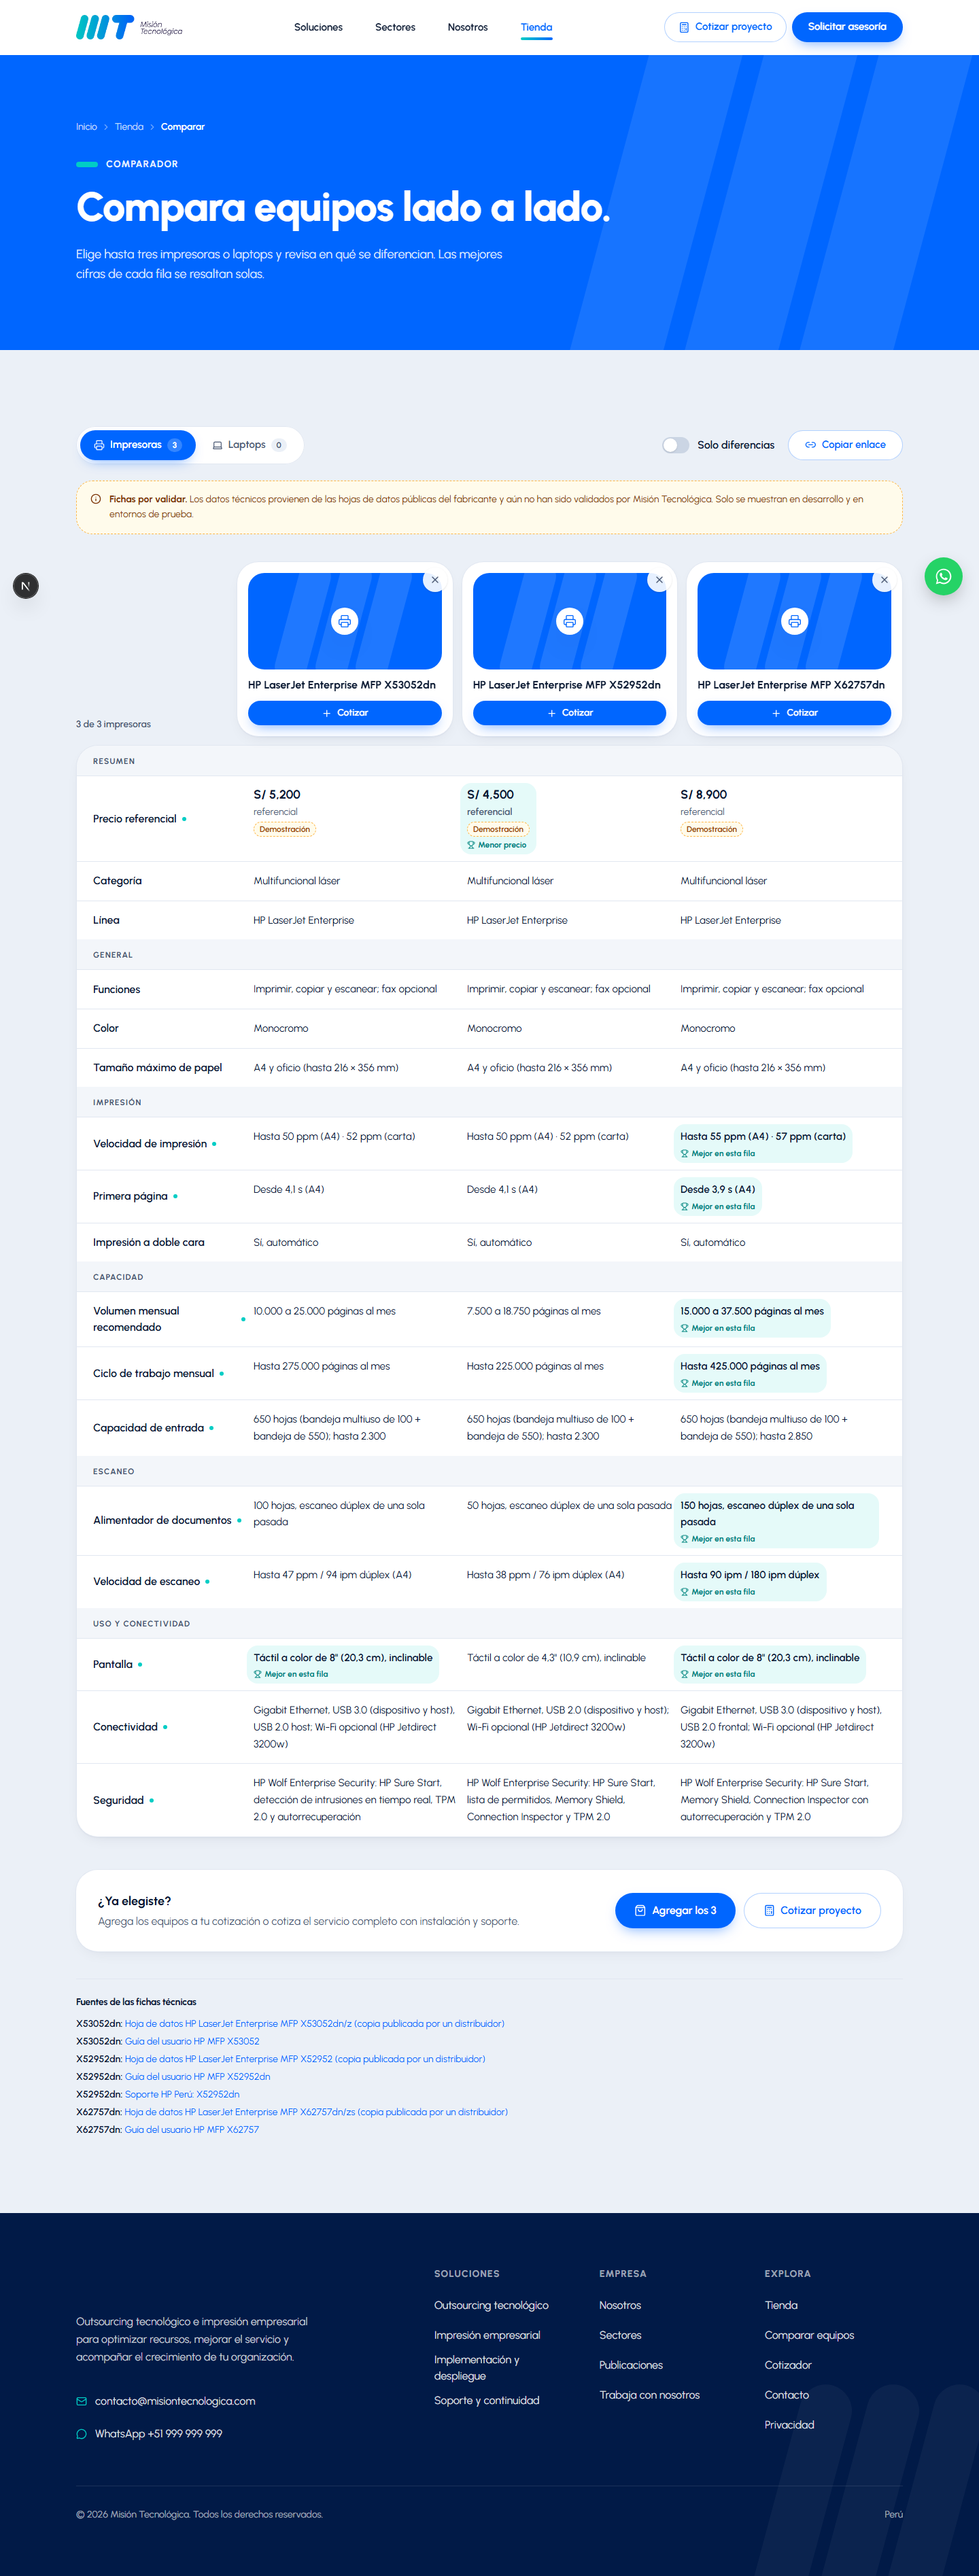 Misión
Tecnológica
Soluciones
Sectores
Nosotros
Tienda
Cotizar proyecto
Solicitar asesoría
Inicio > Tienda > Comparar
COMPARADOR
Compara equipos lado a lado.
Elige hasta tres impresoras o laptops y revisa en qué se diferencian. Las mejores
cifras de cada fila se resaltan solas.
Impresoras 3
Laptops 0
Solo diferencias
Copiar enlace
Fichas por validar. Los datos técnicos provienen de las hojas de datos públicas del fabricante y aún no han sido validados por Misión Tecnológica. Solo se muestran en desarrollo y en
entornos de prueba.
N
3 de 3 impresoras
HP LaserJet Enterprise MFP X53052dn
Cotizar
HP LaserJet Enterprise MFP X52952dn
Cotizar
HP LaserJet Enterprise MFP X62757dn
Cotizar
RESUMEN
Precio referencial
S/ 5,200
referencial
Demostración
S/ 4,500
referencial
Demostración
Menor precio
S/ 8,900
referencial
Demostración
Categoría
Multifuncional láser
Multifuncional láser
Multifuncional láser
Línea
HP LaserJet Enterprise
HP LaserJet Enterprise
HP LaserJet Enterprise
GENERAL
Funciones
Imprimir, copiar y escanear; fax opcional
Imprimir, copiar y escanear; fax opcional
Imprimir, copiar y escanear; fax opcional
Color
Monocromo
Monocromo
Monocromo
Tamaño máximo de papel
A4 y oficio (hasta 216 × 356 mm)
A4 y oficio (hasta 216 × 356 mm)
A4 y oficio (hasta 216 × 356 mm)
IMPRESIÓN
Velocidad de impresión
Hasta 50 ppm (A4) · 52 ppm (carta)
Hasta 50 ppm (A4) · 52 ppm (carta)
Hasta 55 ppm (A4) · 57 ppm (carta)
Mejor en esta fila
Primera página
Desde 4,1 s (A4)
Desde 4,1 s (A4)
Desde 3,9 s (A4)
Mejor en esta fila
Impresión a doble cara
Sí, automático
Sí, automático
Sí, automático
CAPACIDAD
Volumen mensual
recomendado
10.000 a 25.000 páginas al mes
7.500 a 18.750 páginas al mes
15.000 a 37.500 páginas al mes
Mejor en esta fila
Ciclo de trabajo mensual
Hasta 275.000 páginas al mes
Hasta 225.000 páginas al mes
Hasta 425.000 páginas al mes
Mejor en esta fila
Capacidad de entrada
650 hojas (bandeja multiuso de 100 +
bandeja de 550); hasta 2.300
650 hojas (bandeja multiuso de 100 +
bandeja de 550); hasta 2.300
650 hojas (bandeja multiuso de 100 +
bandeja de 550); hasta 2.850
ESCANEO
Alimentador de documentos
100 hojas, escaneo dúplex de una sola
pasada
50 hojas, escaneo dúplex de una sola pasada
150 hojas, escaneo dúplex de una sola
pasada
Mejor en esta fila
Velocidad de escaneo
Hasta 47 ppm / 94 ipm dúplex (A4)
Hasta 38 ppm / 76 ipm dúplex (A4)
Hasta 90 ipm / 180 ipm dúplex
Mejor en esta fila
USO Y CONECTIVIDAD
Pantalla
Táctil a color de 8" (20,3 cm), inclinable
Mejor en esta fila
Táctil a color de 4,3" (10,9 cm), inclinable
Táctil a color de 8" (20,3 cm), inclinable
Mejor en esta fila
Conectividad
Gigabit Ethernet, USB 3.0 (dispositivo y host),
USB 2.0 host; Wi-Fi opcional (HP Jetdirect
3200w)
Gigabit Ethernet, USB 2.0 (dispositivo y host);
Wi-Fi opcional (HP Jetdirect 3200w)
Gigabit Ethernet, USB 3.0 (dispositivo y host),
USB 2.0 frontal; Wi-Fi opcional (HP Jetdirect
3200w)
Seguridad
HP Wolf Enterprise Security: HP Sure Start,
detección de intrusiones en tiempo real, TPM
2.0 y autorrecuperación
HP Wolf Enterprise Security: HP Sure Start,
lista de permitidos, Memory Shield,
Connection Inspector y TPM 2.0
HP Wolf Enterprise Security: HP Sure Start,
Memory Shield, Connection Inspector con
autorrecuperación y TPM 2.0
¿Ya elegiste?
Agrega los equipos a tu cotización o cotiza el servicio completo con instalación y soporte.
Agregar los 3
Cotizar proyecto
Fuentes de las fichas técnicas
X53052dn: Hoja de datos HP LaserJet Enterprise MFP X53052dn/z (copia publicada por un distribuidor)
X53052dn: Guía del usuario HP MFP X53052
X52952dn: Hoja de datos HP LaserJet Enterprise MFP X52952 (copia publicada por un distribuidor)
X52952dn: Guía del usuario HP MFP X52952dn
X52952dn: Soporte HP Perú: X52952dn
X62757dn: Hoja de datos HP LaserJet Enterprise MFP X62757dn/zs (copia publicada por un distribuidor)
X62757dn: Guía del usuario HP MFP X62757
Outsourcing tecnológico e impresión empresarial
para optimizar recursos, mejorar el servicio y
acompañar el crecimiento de tu organización.
contacto@misiontecnologica.com
WhatsApp +51 999 999 999
SOLUCIONES
Outsourcing tecnológico
Impresión empresarial
Implementación y
despliegue
Soporte y continuidad
EMPRESA
Nosotros
Sectores
Publicaciones
Trabaja con nosotros
EXPLORA
Tienda
Comparar equipos
Cotizador
Contacto
Privacidad
© 2026 Misión Tecnológica. Todos los derechos reservados.
Perú